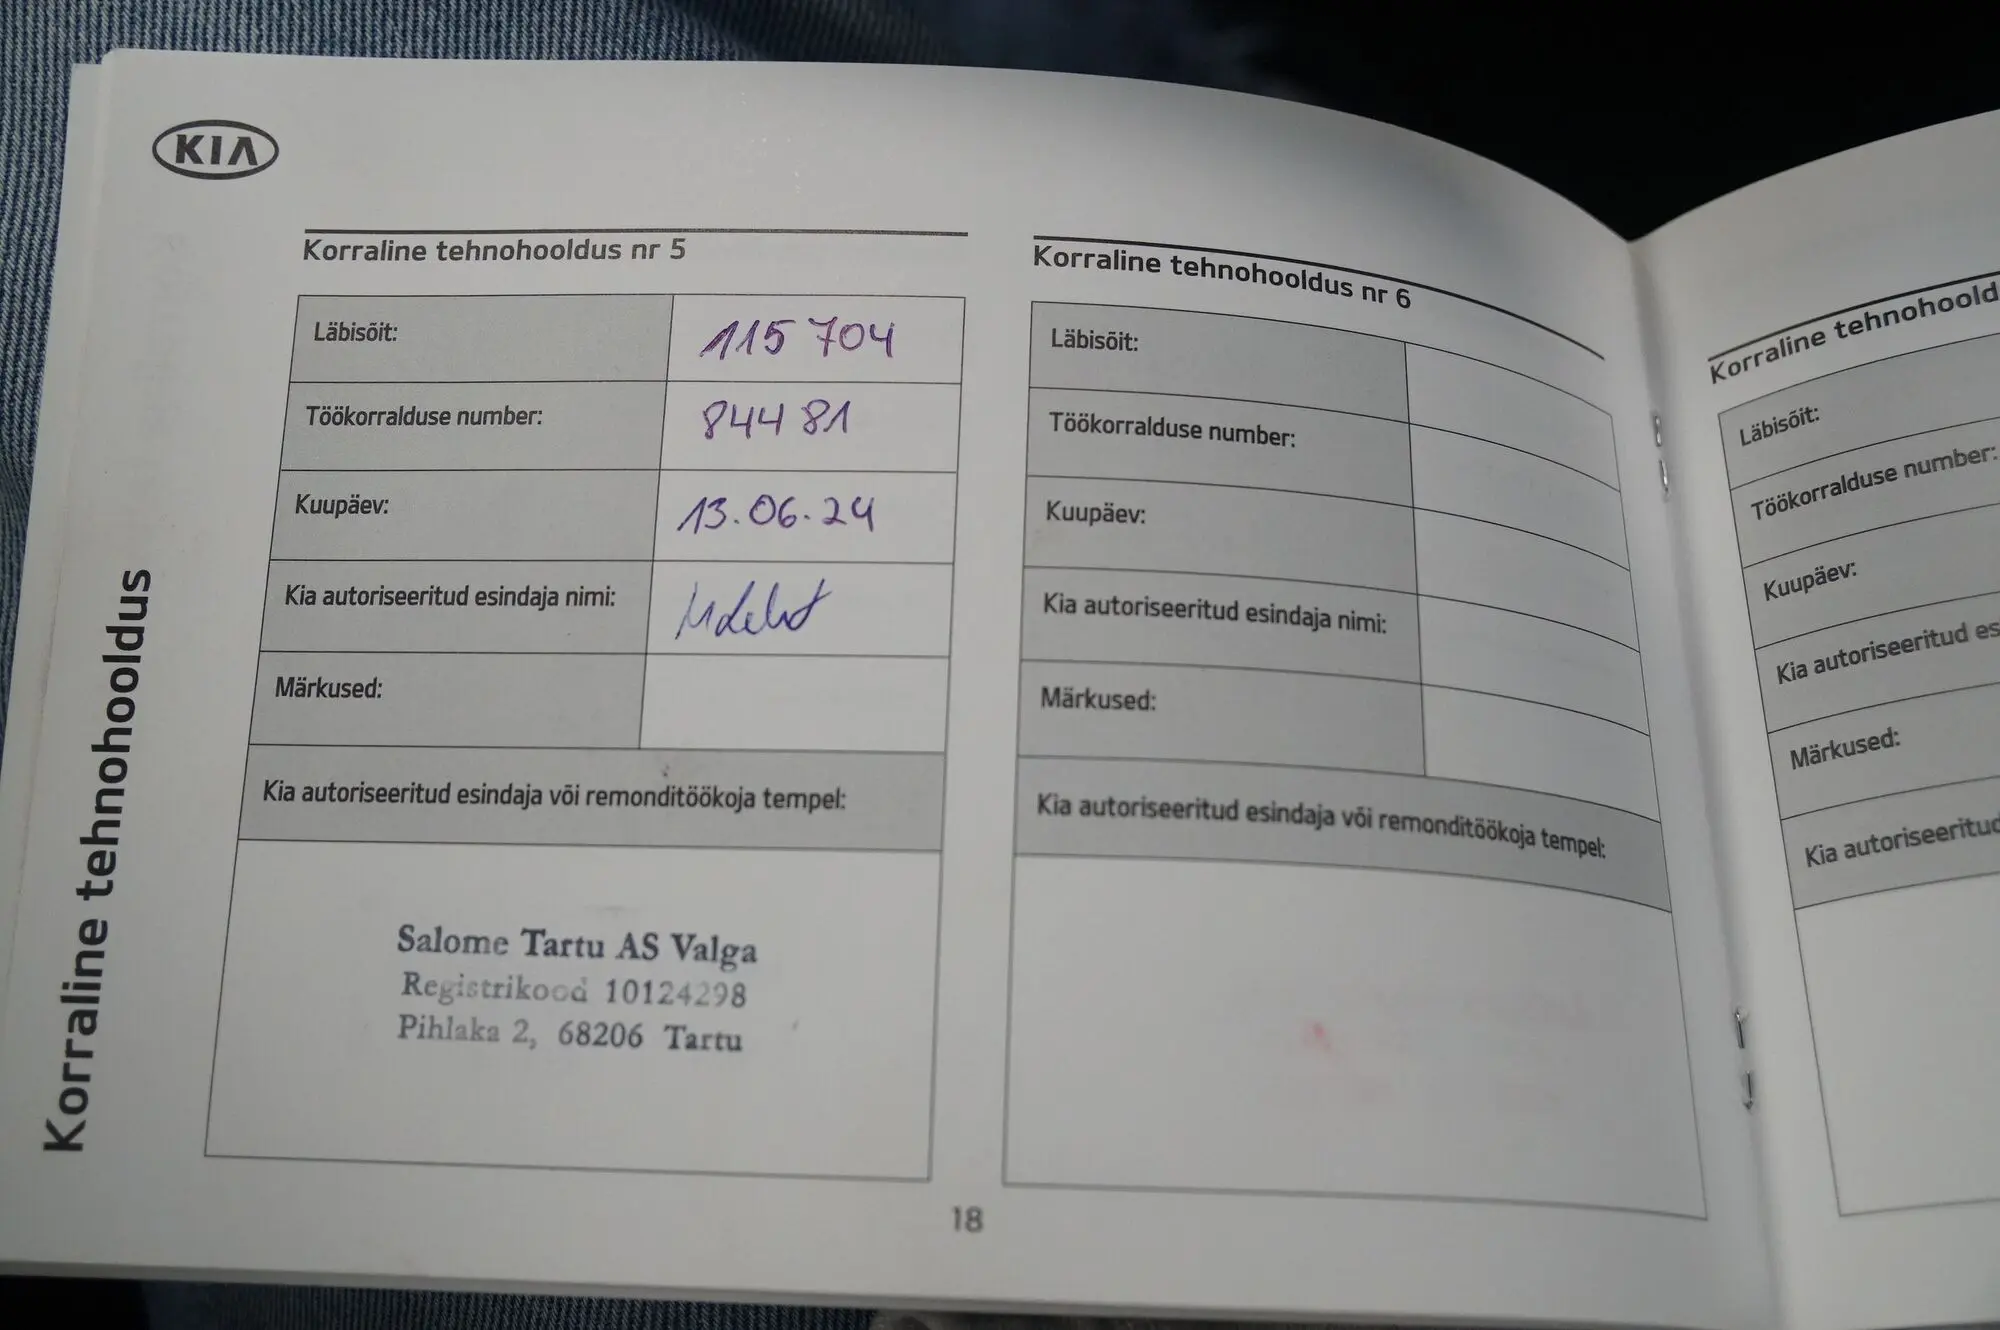 KIA
Korraline tehnohooldus
Korraline tehnohooldus nr 5
Läbisõit: 115 704
Töökorralduse number: 84481
Kuupäev: 13.06.24
Kia autoriseeritud esindaja nimi:
Märkused:
Kia autoriseeritud esindaja või remonditöökoja tempel:
Salome Tartu AS Valga
Registrikood 10124298
Pihlaka 2, 68206 Tartu
Korraline tehnohooldus nr 6
Läbisõit:
Töökorralduse number:
Kuupäev:
Kia autoriseeritud esindaja nimi:
Märkused:
Kia autoriseeritud esindaja või remonditöökoja tempel:
18
Korraline tehnohoold
Läbisõit:
Töökorralduse number:
Kuupäev:
Kia autoriseeritud es
Märkused:
Kia autoriseeritud